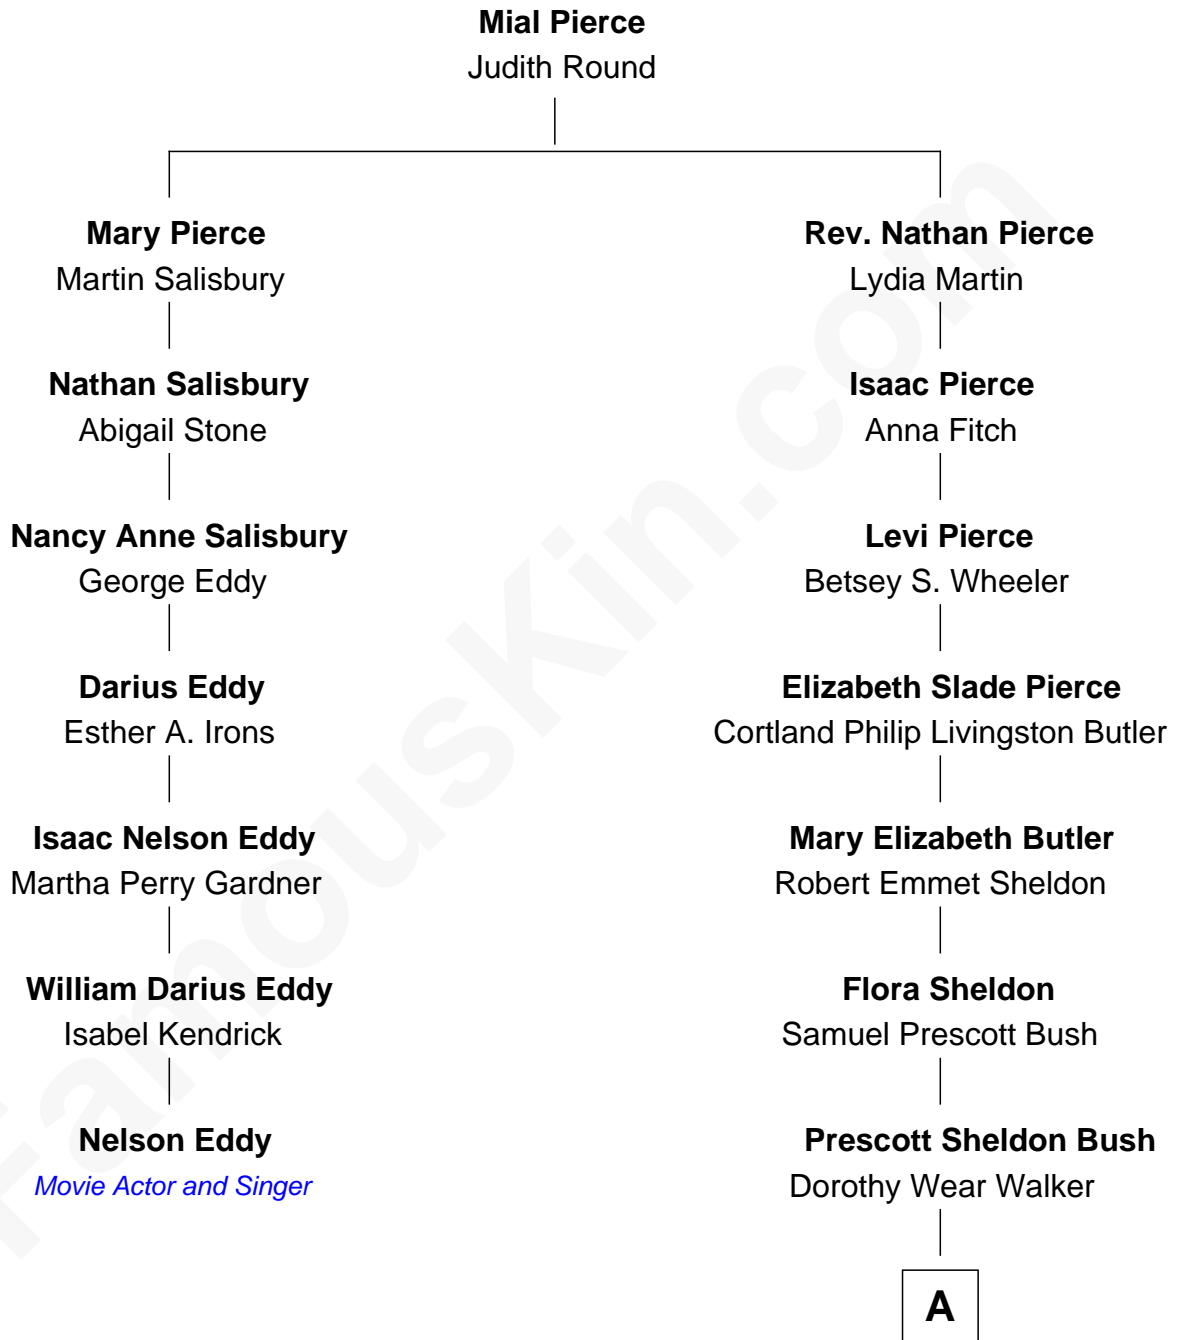 Mial Pierce
Judith Round
Mary Pierce
Martin Salisbury
Nathan Salisbury
Abigail Stone
Nancy Anne Salisbury
George Eddy
Darius Eddy
Esther A. Irons
Isaac Nelson Eddy
Martha Perry Gardner
William Darius Eddy
Isabel Kendrick
Nelson Eddy
Movie Actor and Singer
Rev. Nathan Pierce
Lydia Martin
Isaac Pierce
Anna Fitch
Levi Pierce
Betsey S. Wheeler
Elizabeth Slade Pierce
Cortland Philip Livingston Butler
Mary Elizabeth Butler
Robert Emmet Sheldon
Flora Sheldon
Samuel Prescott Bush
Prescott Sheldon Bush
Dorothy Wear Walker
A
FamousKin.com